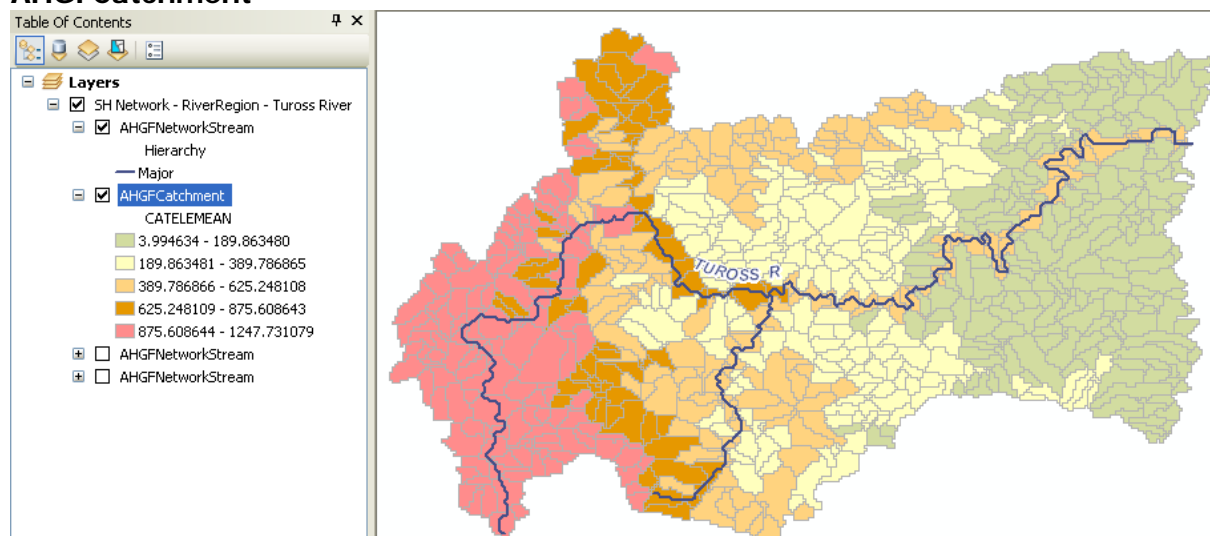 Table Of Contents
Layers
SH Network - RiverRegion - Tuross River
AHGFNetworkStream
Hierarchy
Major
AHGFCatchment
CATELEMEAN
3.994634 - 189.863480
189.863481 - 389.786865
389.786866 - 625.248108
625.248109 - 875.608643
875.608644 - 1247.731079
AHGFNetworkStream
AHGFNetworkStream
TUROSS R